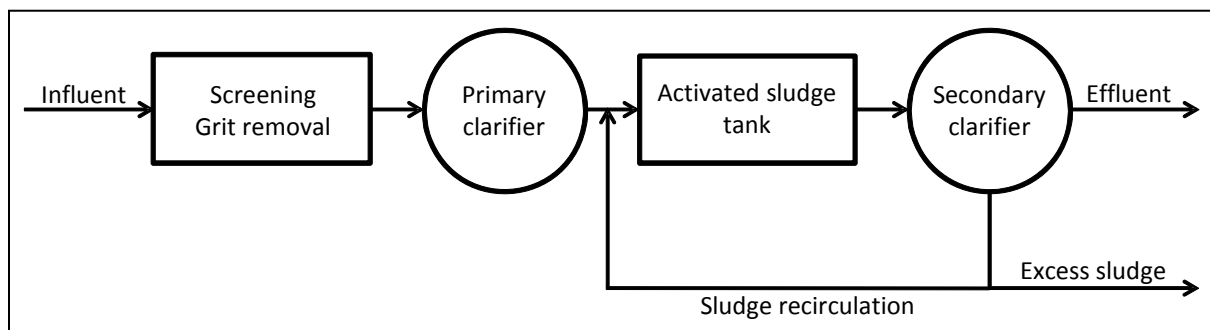 Influent
Screening
Grit removal
Primary
clarifier
Activated sludge
tank
Secondary
clarifier
Effluent
Excess sludge
Sludge recirculation